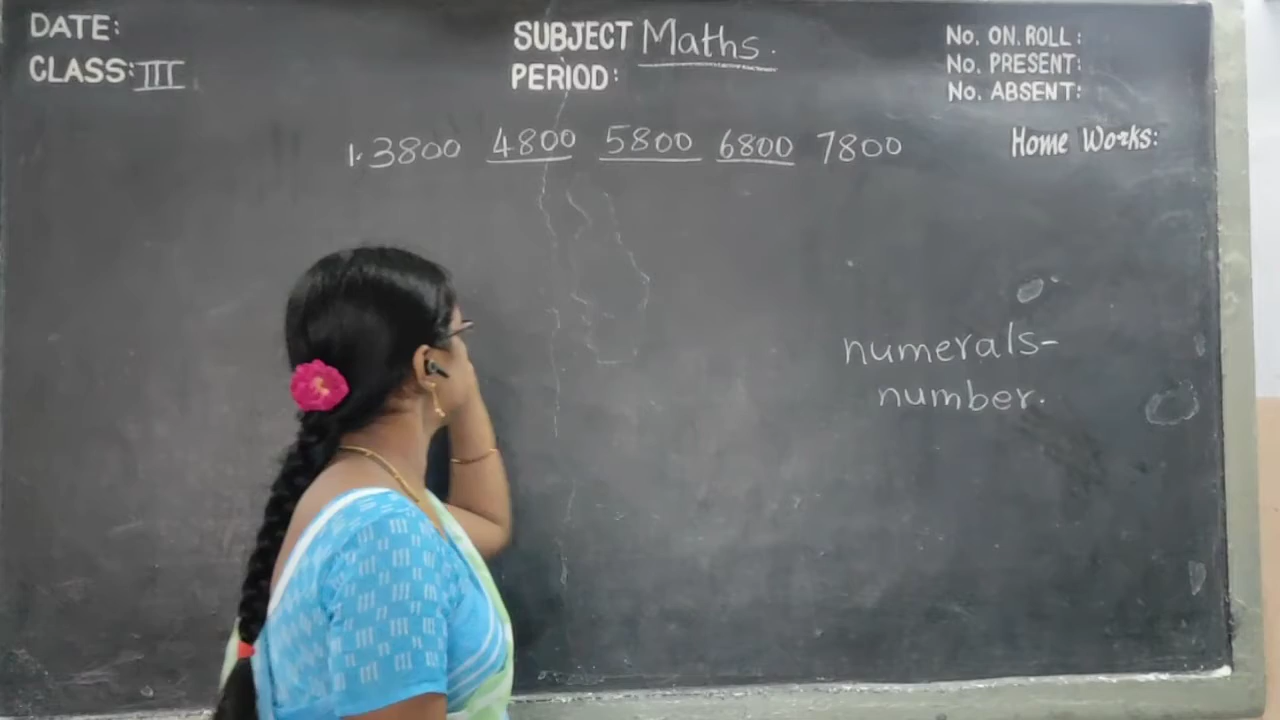 DATE:
CLASS: III
SUBJECT Maths.
PERIOD:
No. ON. ROLL:
No. PRESENT:
No. ABSENT:
1. 3800 4800 5800 6800 7800
Home Works:
numerals-
number.